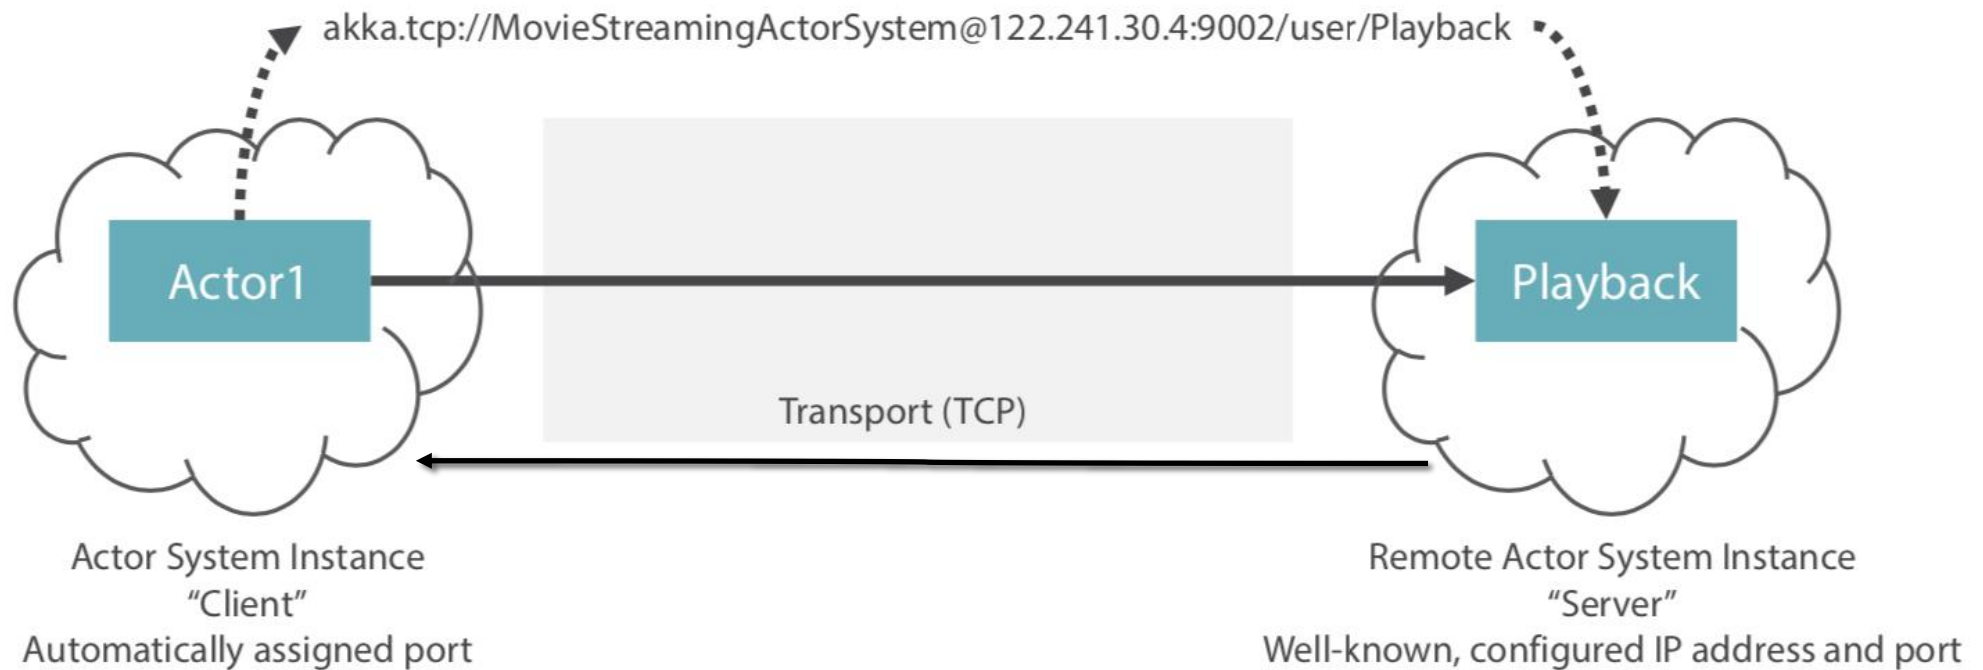 akka.tcp://MovieStreamingActorSystem@122.241.30.4:9002/user/Playback
Actor1
Playback
Transport (TCP)
Actor System Instance
“Client”
Automatically assigned port
Remote Actor System Instance
“Server”
Well-known, configured IP address and port